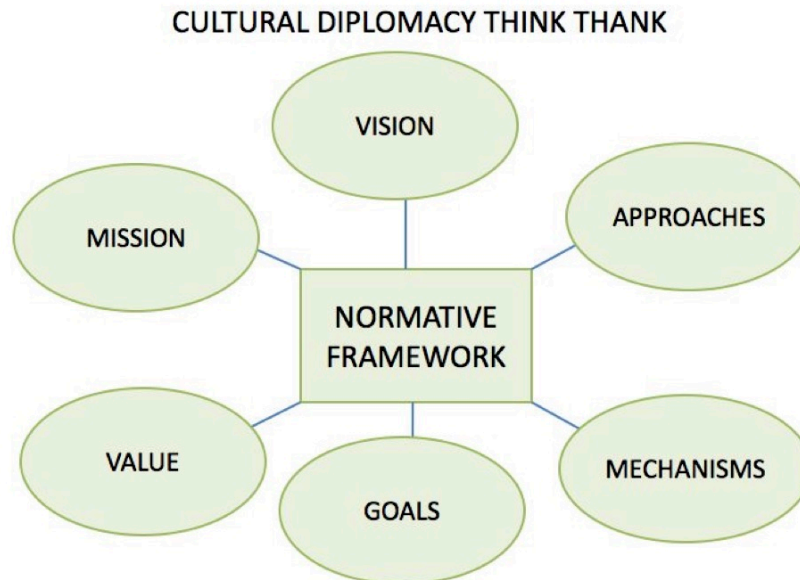 CULTURAL DIPLOMACY THINK THANK
VISION
APPROACHES
MISSION
NORMATIVE
FRAMEWORK
VALUE
MECHANISMS
GOALS